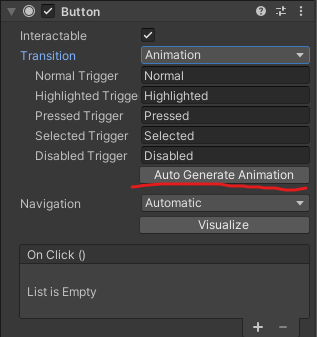 Button
Interactable
Transition Animation
Normal Trigger Normal
Highlighted Trigge Highlighted
Pressed Trigger Pressed
Selected Trigger Selected
Disabled Trigger Disabled
Auto Generate Animation
Navigation Automatic
Visualize
On Click ()
List is Empty